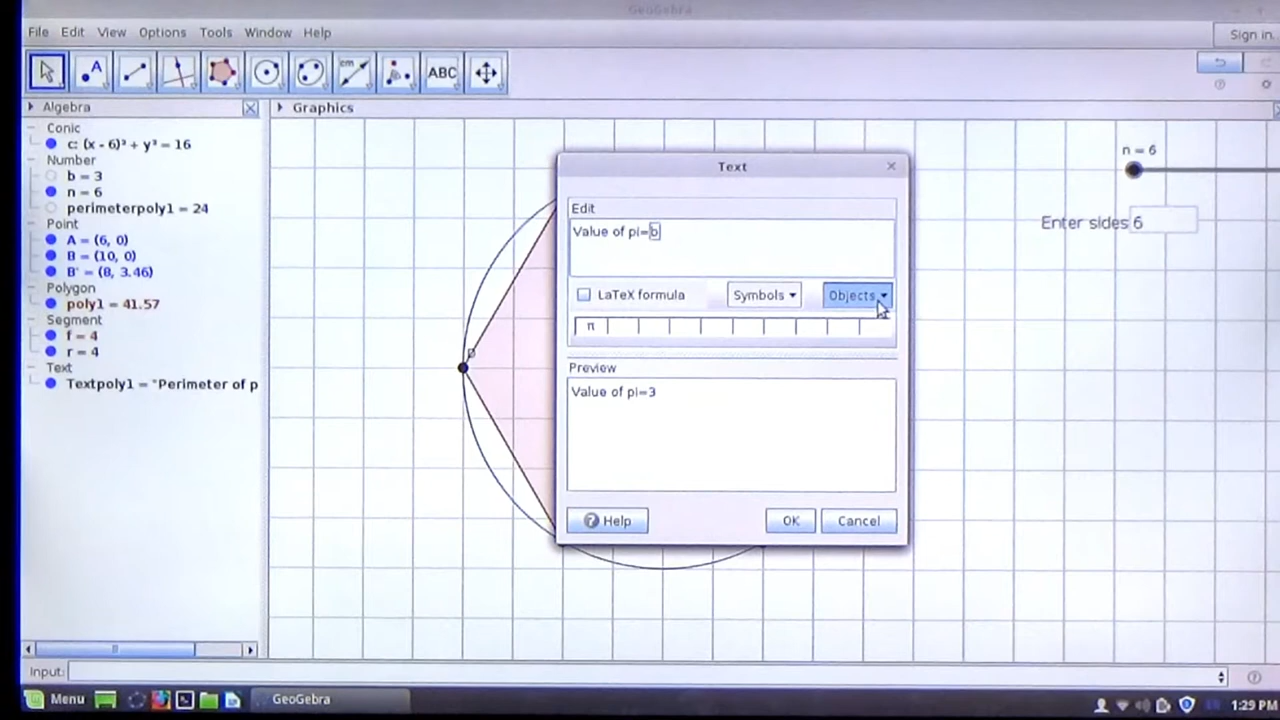 GeoGebra
File Edit View Options Tools Window Help
Sign in.
A
cm
ABC
Algebra
Graphics
Conic
c: (x - 6)² + y² = 16
Number
b = 3
n = 6
perimeterpoly1 = 24
Point
A = (6, 0)
B = (10, 0)
B' = (8, 3.46)
Polygon
poly1 = 41.57
Segment
f = 4
r = 4
Text
Textpoly1 = "Perimeter of p
n = 6
Enter sides 6
Text
Edit
Value of pi=b
LaTeX formula
Symbols
Objects
π
Preview
Value of pi=3
Help
OK
Cancel
Input:
Menu
GeoGebra
1:29 PM